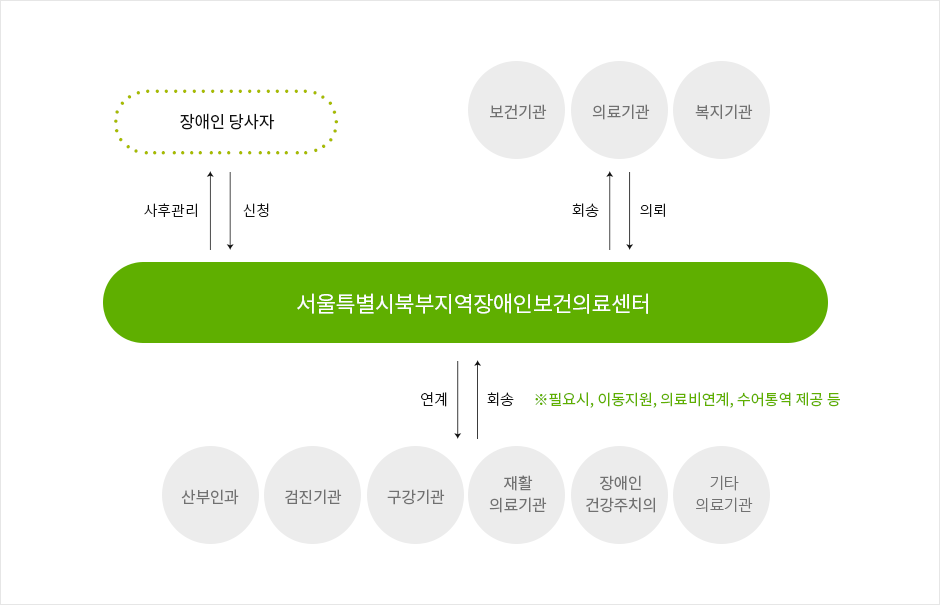 장애인 당사자
보건기관
의료기관
복지기관
사후관리
신청
회송
의뢰
서울특별시북부지역장애인보건의료센터
연계
회송
※필요시, 이동지원, 의료비연계, 수어통역 제공 등
산부인과
검진기관
구강기관
재활
의료기관
장애인
건강주치의
기타
의료기관